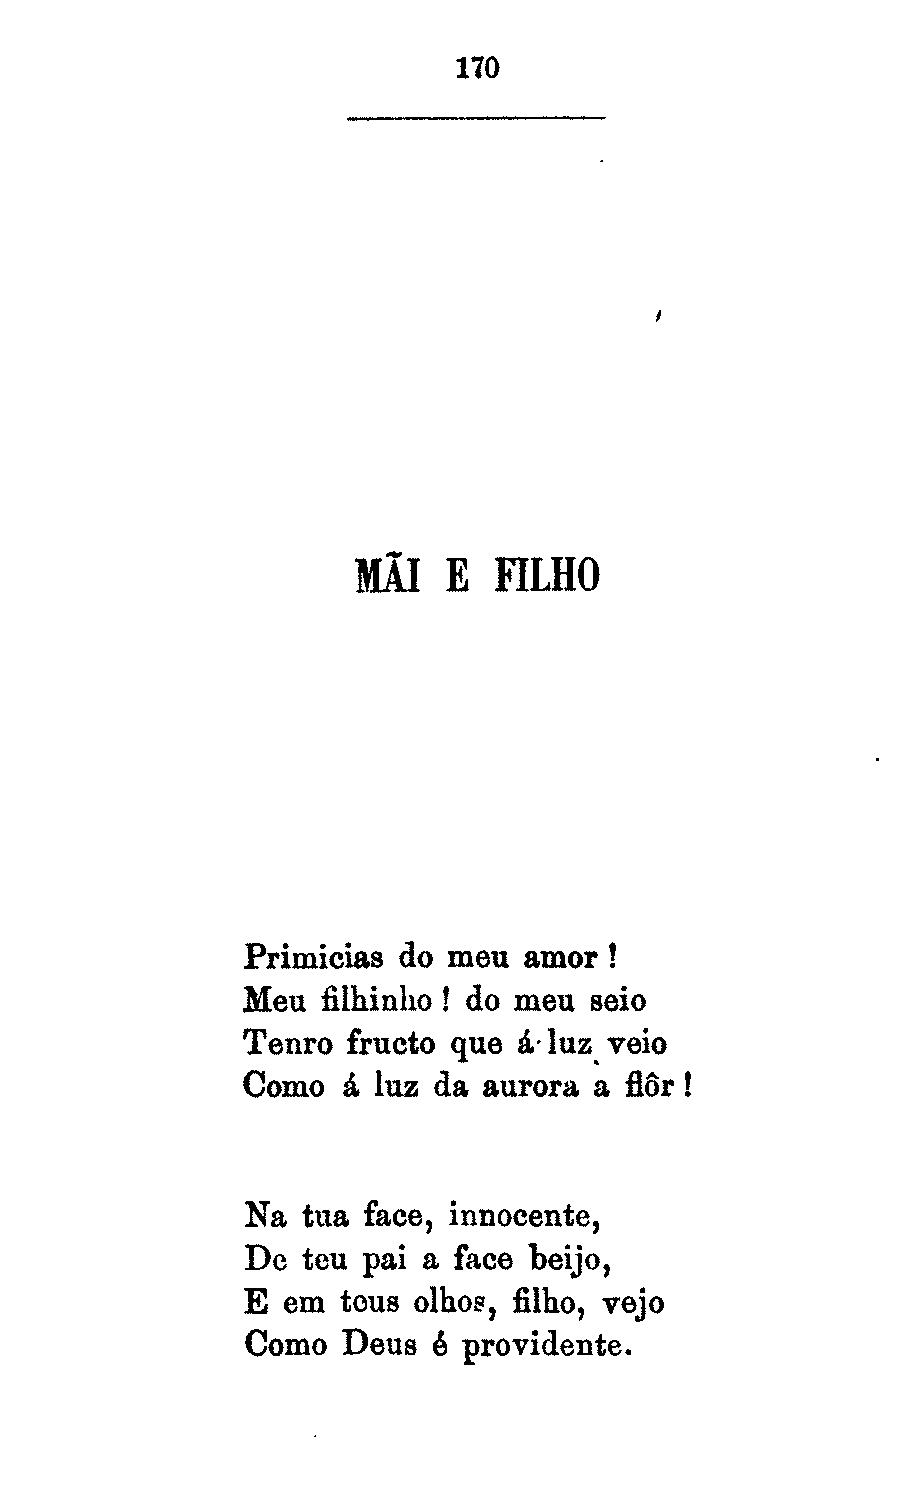 170
MÃI E FILHO
Primicias do meu amor !
Meu filhinho ! do meu seio
Tenro fructo que á luz veio
Como á luz da aurora a flôr !
Na tua face, innocente,
De teu pai a face beijo,
E em teus olhos, filho, vejo
Como Deus é providente.